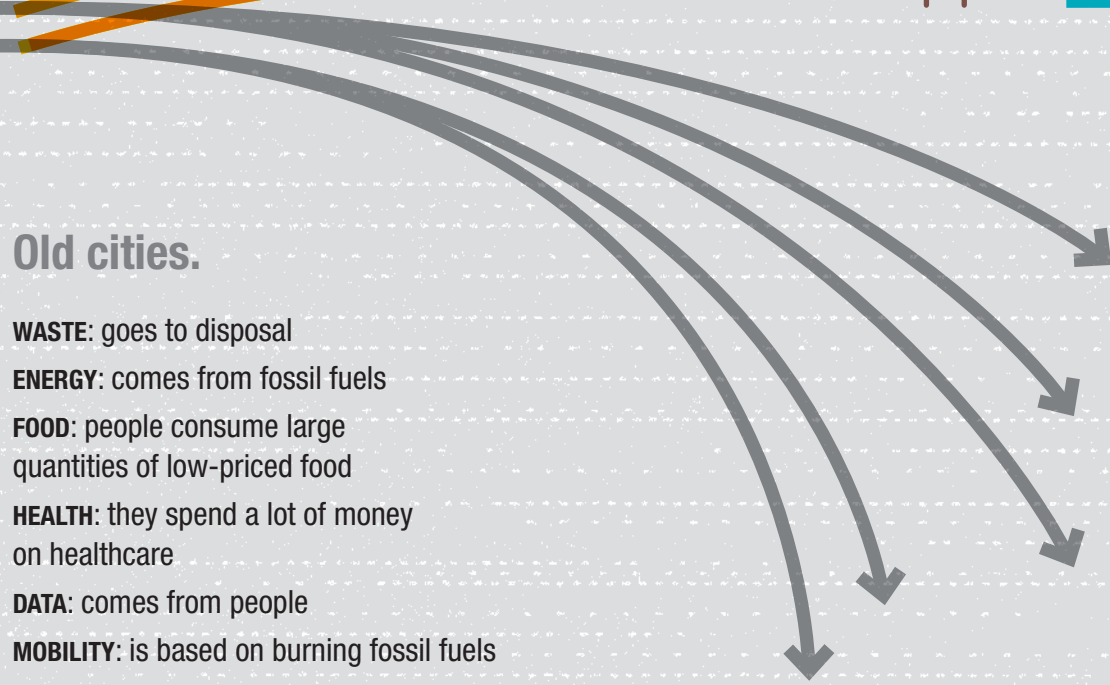 Old cities.
WASTE: goes to disposal
ENERGY: comes from fossil fuels
FOOD: people consume large
quantities of low-priced food
HEALTH: they spend a lot of money
on healthcare
DATA: comes from people
MOBILITY: is based on burning fossil fuels